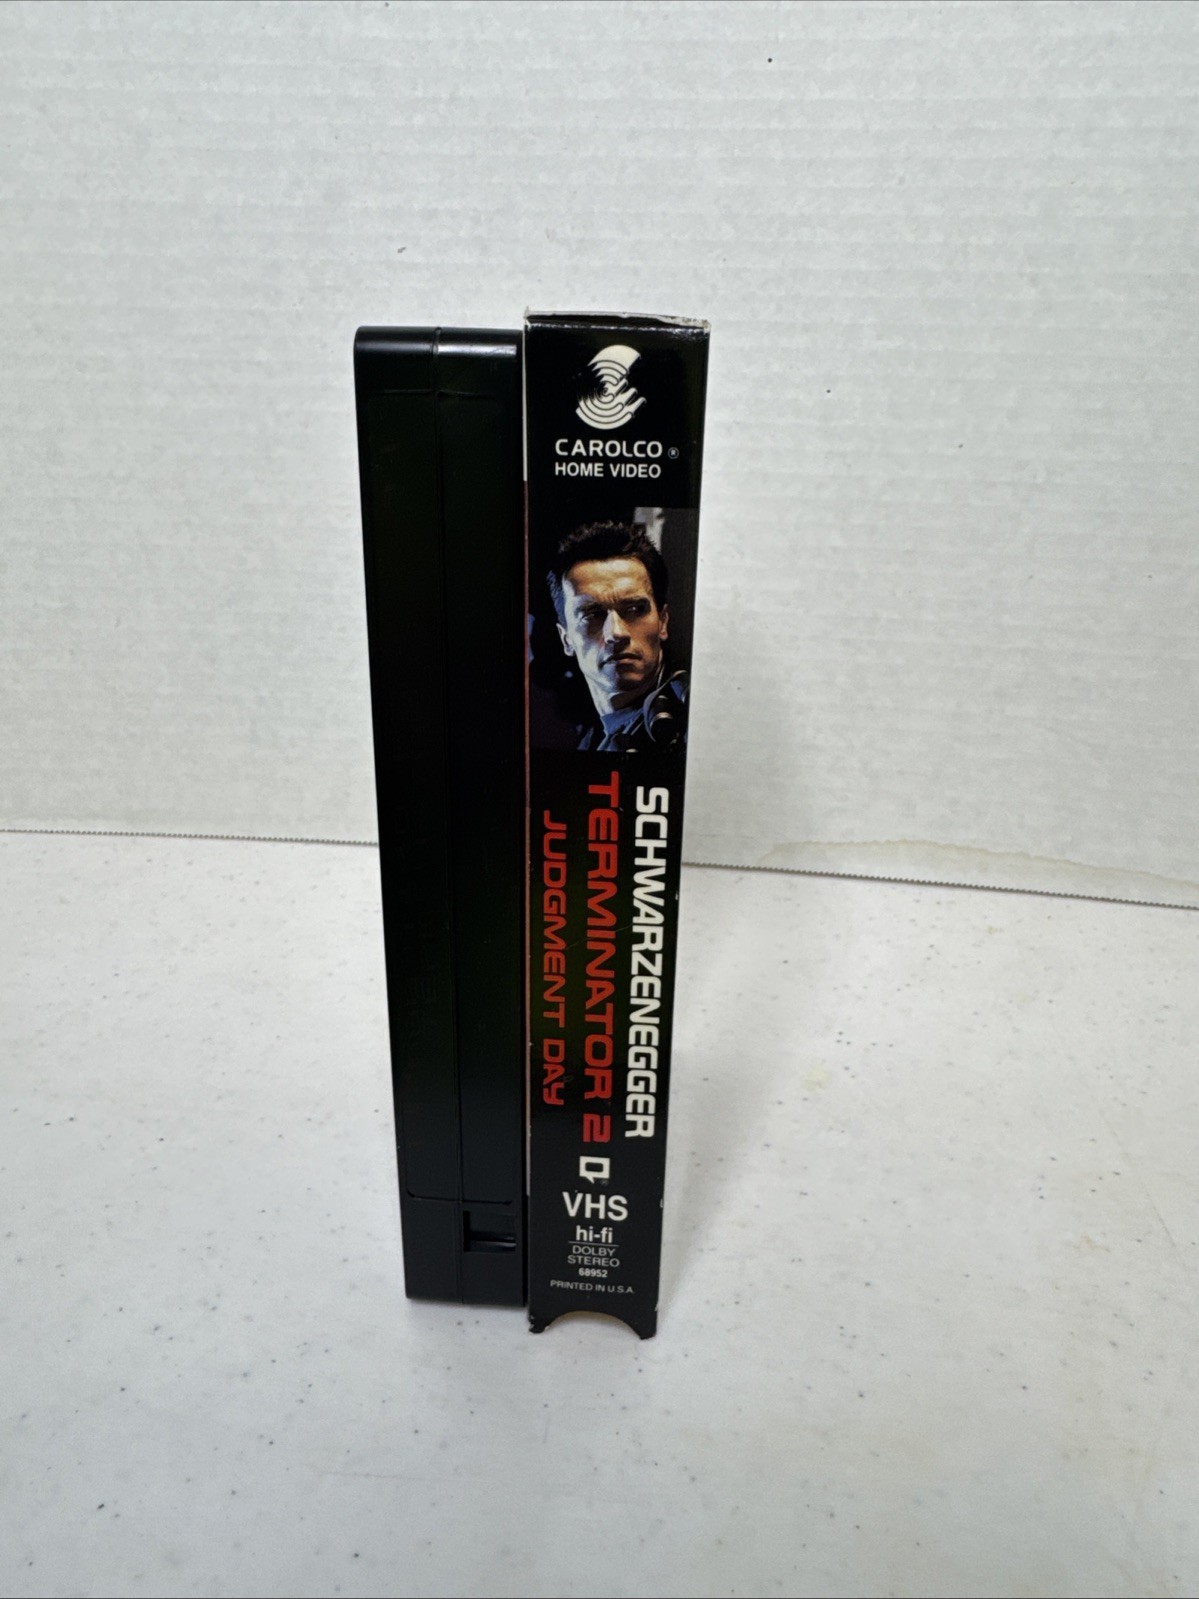 CAROLCO ®
HOME VIDEO
SCHWARZENEGGER
TERMINATOR 2
JUDGMENT DAY
VHS
hi-fi
DOLBY
STEREO
68952
PRINTED IN U.S.A.